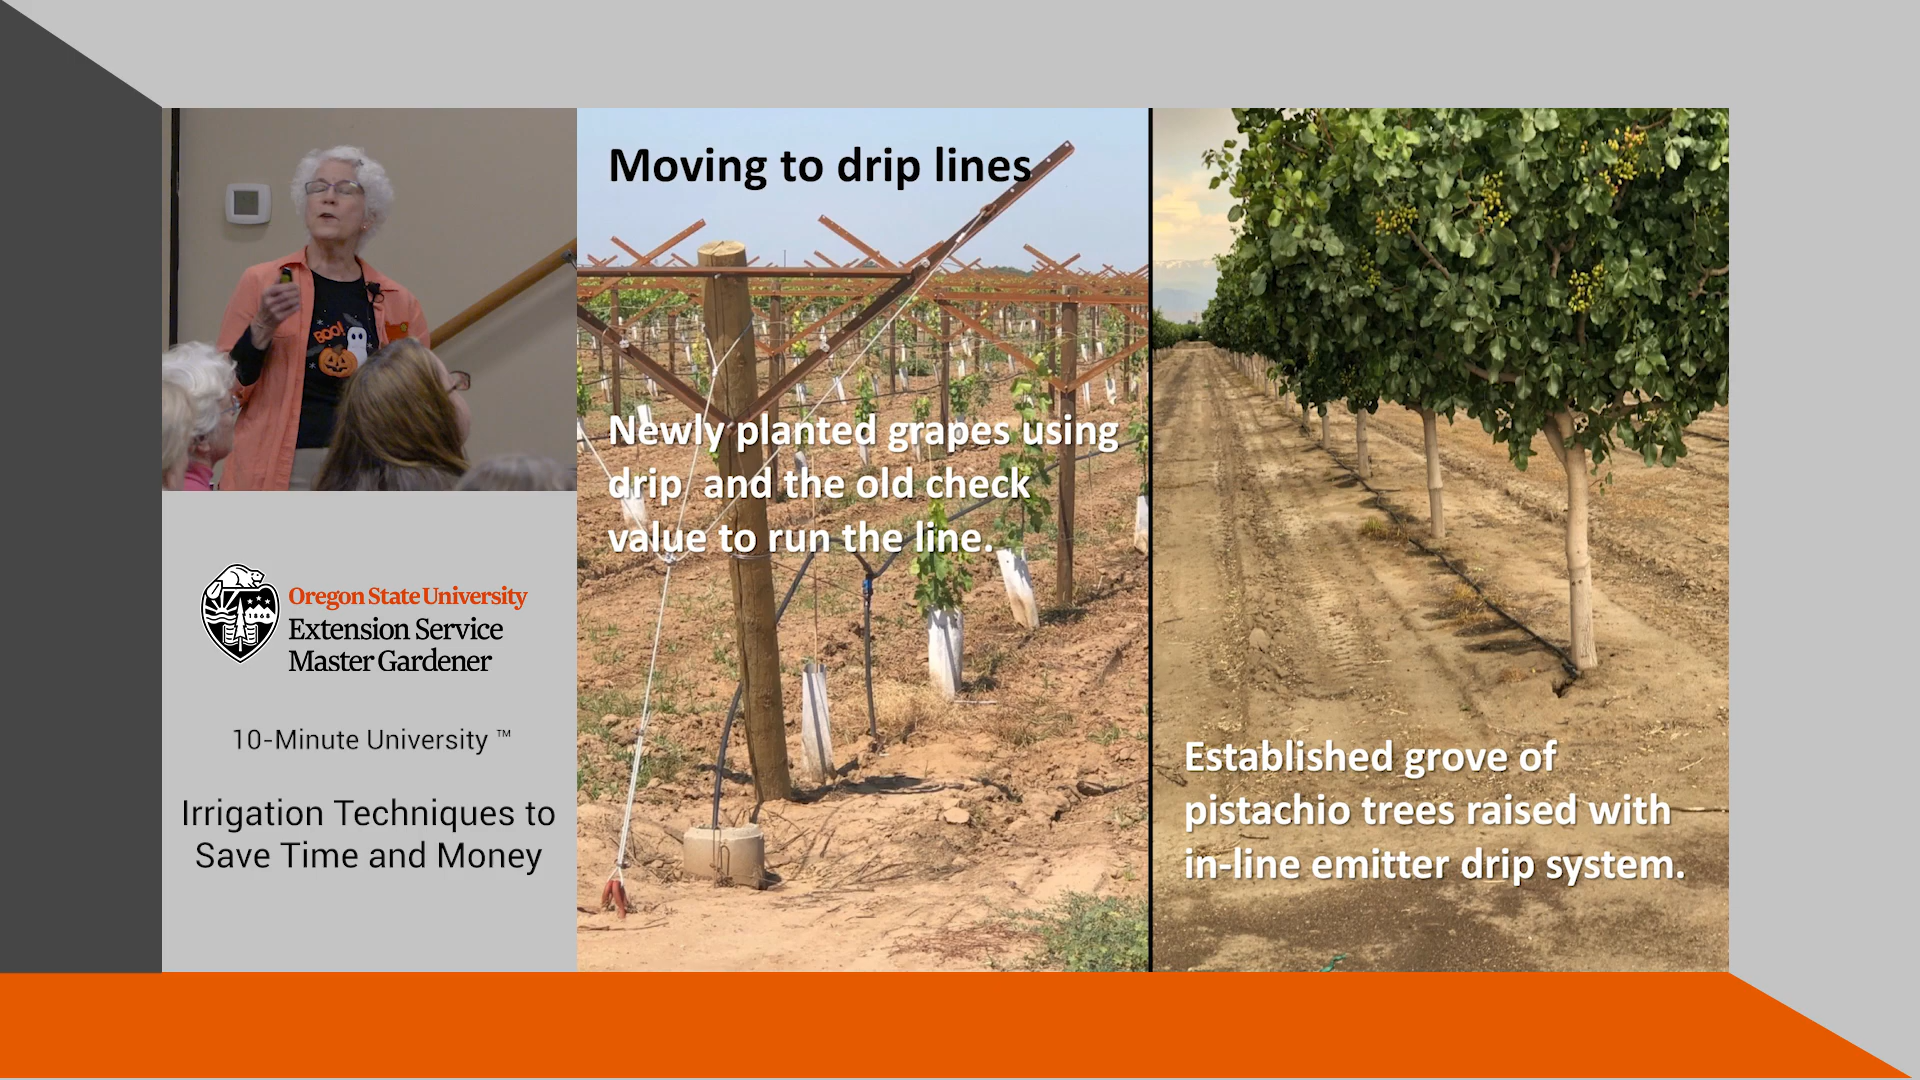 BOO!
Oregon State University
Extension Service
Master Gardener
10-Minute University ™
Irrigation Techniques to
Save Time and Money
Moving to drip lines
Newly planted grapes using
drip and the old check
value to run the line.
Established grove of
pistachio trees raised with
in-line emitter drip system.